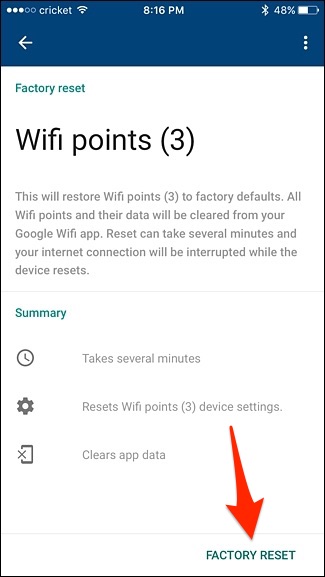 cricket 8:16 PM 48%
Factory reset
Wifi points (3)
This will restore Wifi points (3) to factory defaults. All
Wifi points and their data will be cleared from your
Google Wifi app. Reset can take several minutes and
your internet connection will be interrupted while the
device resets.
Summary
Takes several minutes
Resets Wifi points (3) device settings.
Clears app data
FACTORY RESET